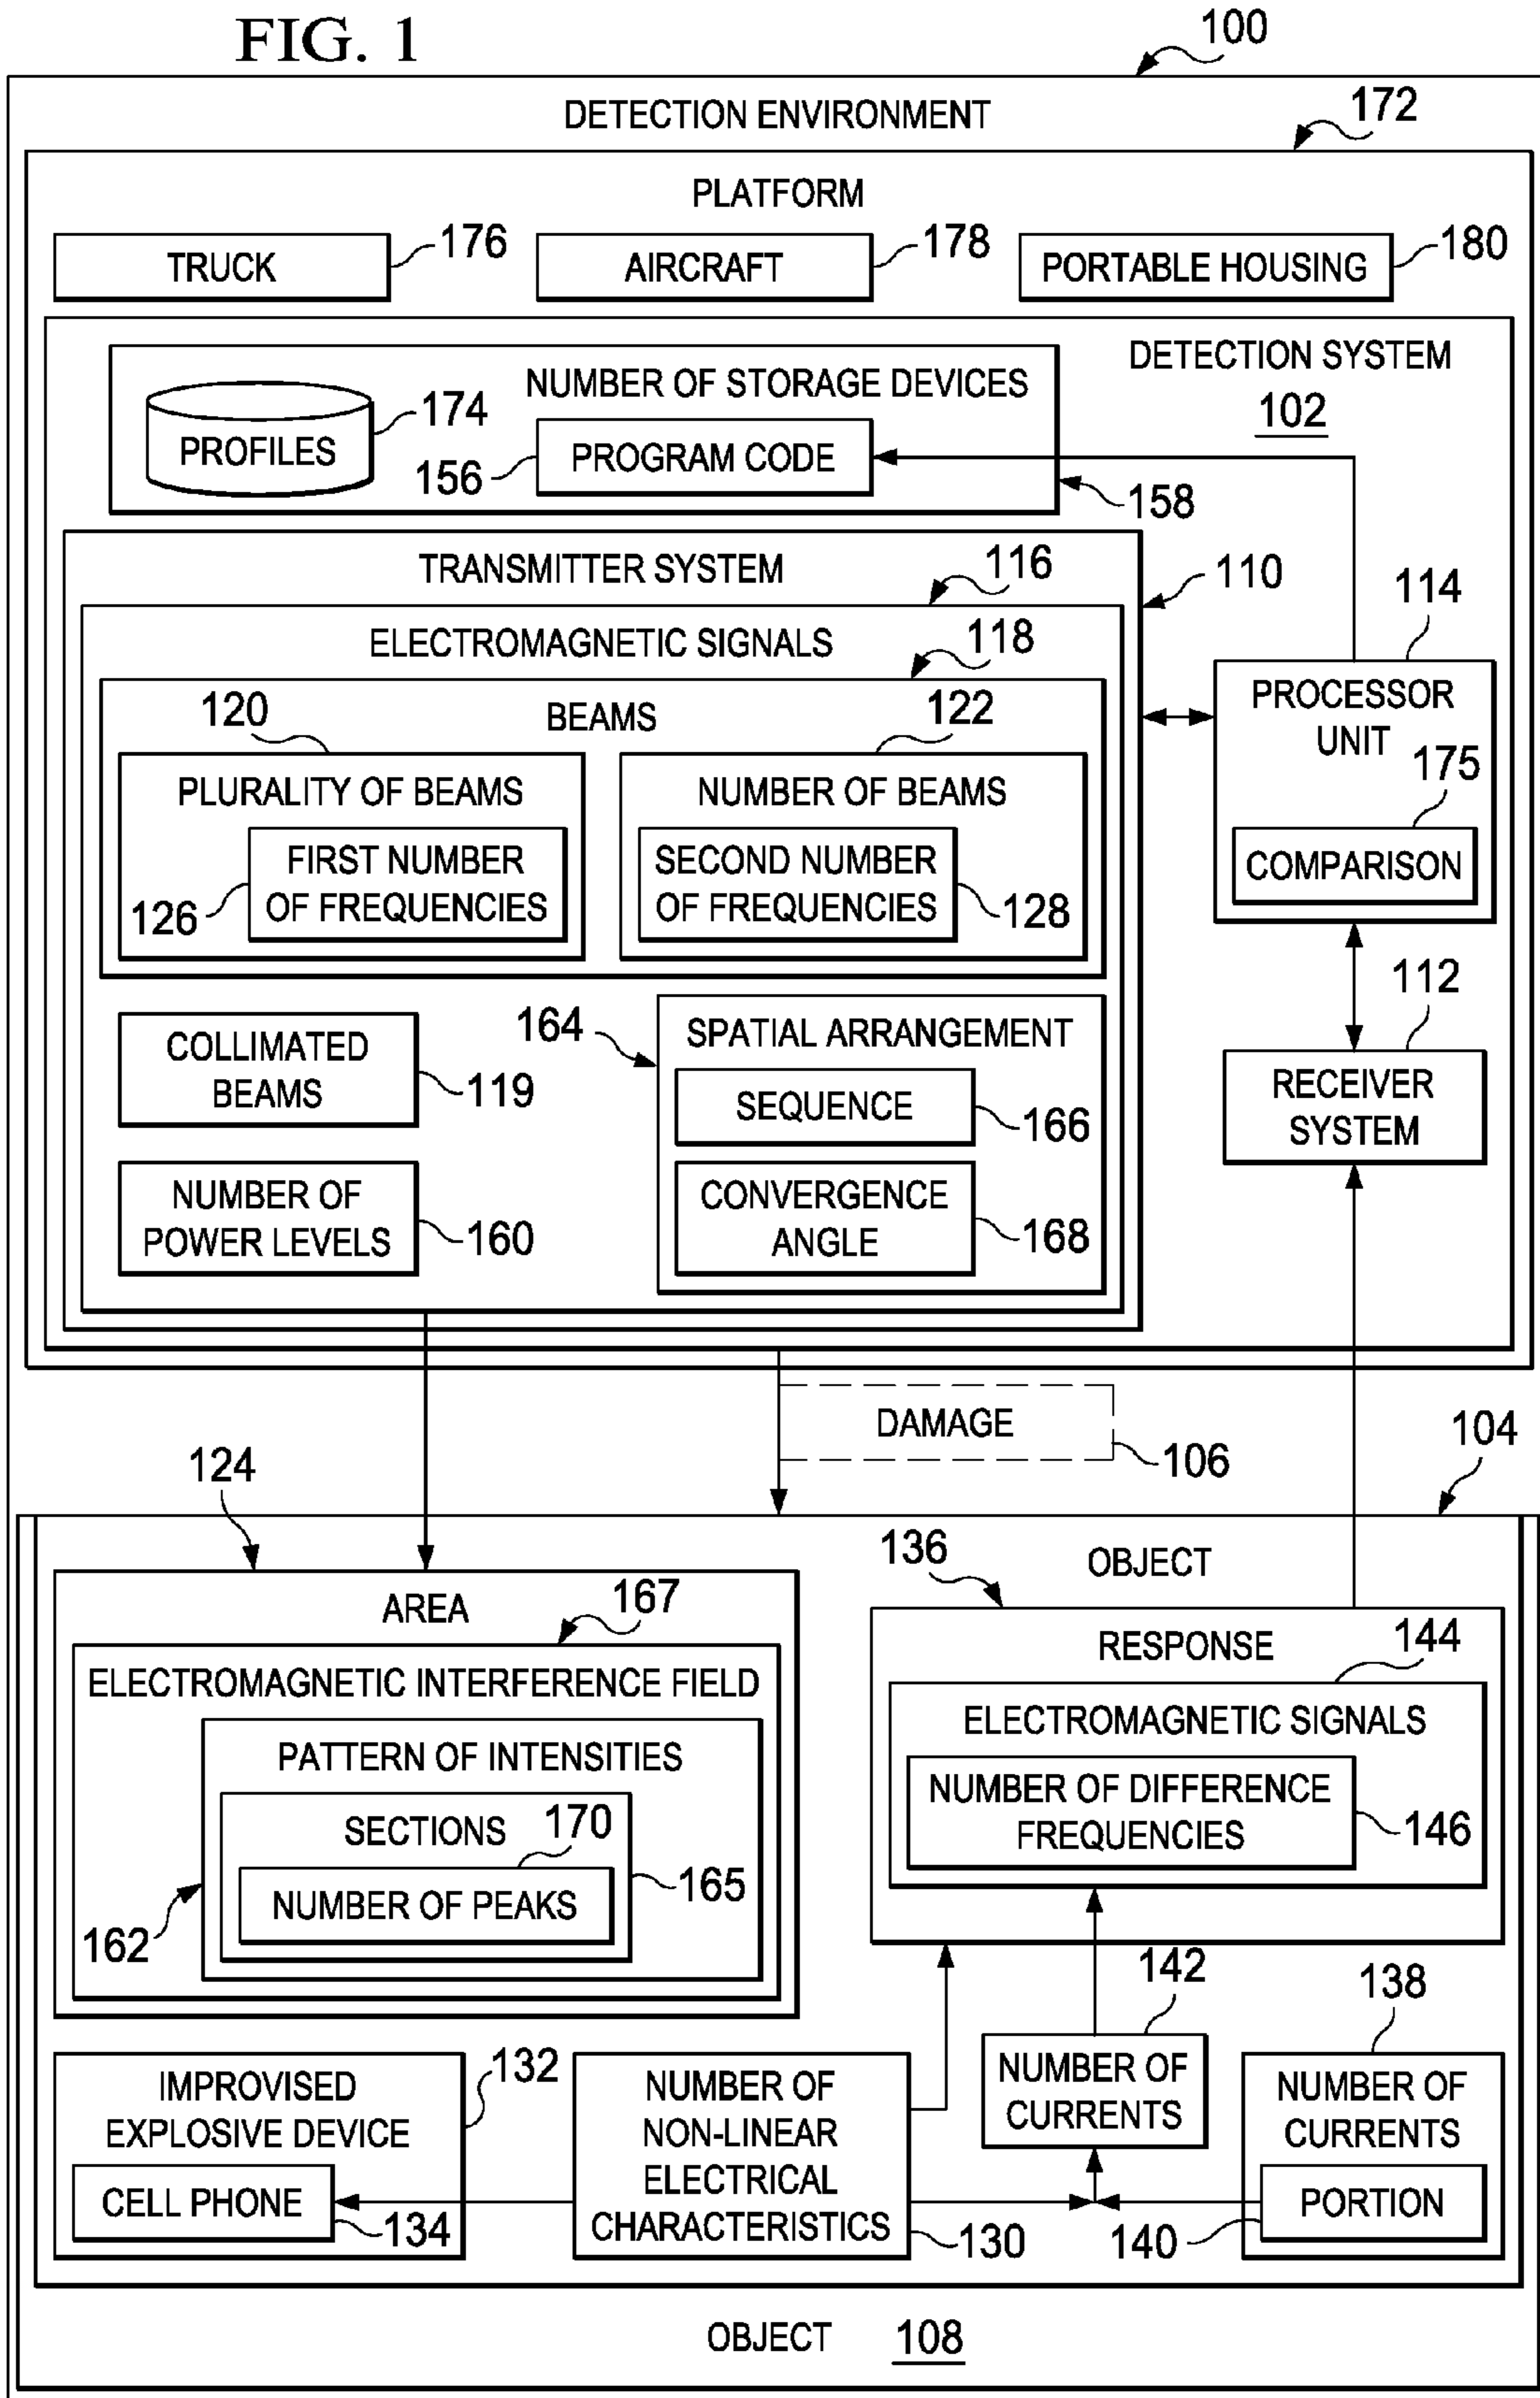 FIG. 1
100
DETECTION ENVIRONMENT
172
PLATFORM
TRUCK
176
AIRCRAFT
178
PORTABLE HOUSING
180
DETECTION SYSTEM
102
NUMBER OF STORAGE DEVICES
PROFILES
174
PROGRAM CODE
156
158
TRANSMITTER SYSTEM
110
116
ELECTROMAGNETIC SIGNALS
118
BEAMS
120
PLURALITY OF BEAMS
FIRST NUMBER
OF FREQUENCIES
126
122
NUMBER OF BEAMS
SECOND NUMBER
OF FREQUENCIES
128
COLLIMATED
BEAMS
119
NUMBER OF
POWER LEVELS
160
164
SPATIAL ARRANGEMENT
SEQUENCE
166
CONVERGENCE
ANGLE
168
114
PROCESSOR
UNIT
175
COMPARISON
112
RECEIVER
SYSTEM
DAMAGE
106
104
OBJECT
124
AREA
167
ELECTROMAGNETIC INTERFERENCE FIELD
PATTERN OF INTENSITIES
162
SECTIONS
165
170
NUMBER OF PEAKS
136
RESPONSE
144
ELECTROMAGNETIC SIGNALS
NUMBER OF DIFFERENCE
FREQUENCIES
146
IMPROVISED
EXPLOSIVE DEVICE
132
CELL PHONE
134
NUMBER OF
NON-LINEAR
ELECTRICAL
CHARACTERISTICS
130
142
NUMBER OF
CURRENTS
138
NUMBER OF
CURRENTS
PORTION
140
OBJECT
108